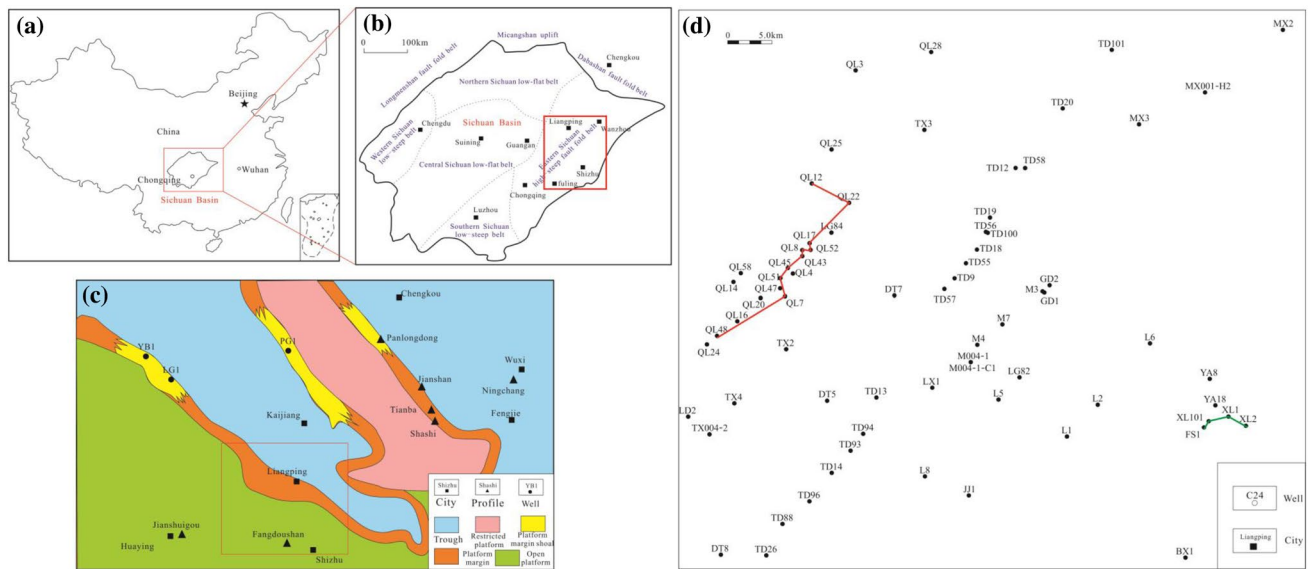 (a)
Beijing
China
Wuhan
Chongqing
Sichuan Basin
(b)
0 100km
Micangshan uplift
Longmenshan fault fold belt
Dabashan fault fold belt
Chengkou
Northern Sichuan low-flat belt
Western Sichuan
low-steep belt
Chengdu
Sichuan Basin
Suining
Guangan
Liangping
Wanzhou
Central Sichuan low-flat belt
Eastern Sichuan
high steep fault fold belt
Shizhu
fuling
Chongqing
Luzhou
Southern Sichuan
low-steep belt
(c)
Chengkou
YB1
PG1
Panlongdong
LG1
Jianshan
Wuxi
Ningchang
Kaijiang
Tianba
Fengjie
Shashi
Liangping
Jianshuigou
Huaying
Fangdoushan
Shizhu
Shizhu
Shashi
YB1
City
Profile
Well
Trough
Restricted
platform
Platform
margin shoal
Platform
margin
Open
platform
(d)
0 5.0km
MX2
QL28
TD101
QL3
MX001-H2
TD20
TX3
MX3
QL25
TD12
TD58
QL12
QL22
TD19
LG84
TD56
TD100
QL17
QL8
QL52
TD18
QL43
TD55
QL45
QL4
QL58
QL51
TD9
QL14
QL47
TD57
GD2
M3
GD1
QL20
QL7
DT7
QL16
M7
QL48
QL24
TX2
M4
L6
M004-1
M004-1-C1
LG82
YA8
LX1
TX4
DT5
TD13
L5
L2
YA18
LD2
XL101
XL1
XL2
FS1
TX004-2
TD94
L1
TD93
TD14
L8
JJ1
TD96
TD88
DT8
TD26
BX1
C24
Well
Liangping
City